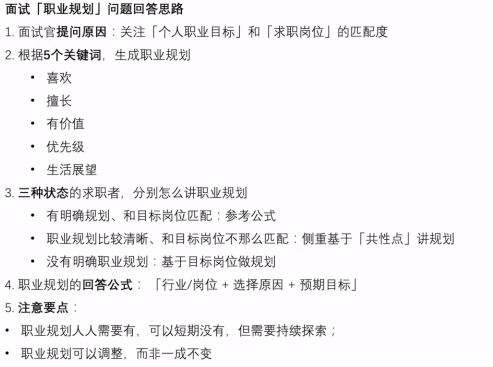 面试「职业规划」问题回答思路
1. 面试官提问原因：关注「个人职业目标」和「求职岗位」的匹配度
2. 根据5个关键词，生成职业规划
• 喜欢
• 擅长
• 有价值
• 优先级
• 生活展望
3. 三种状态的求职者，分别怎么讲职业规划
• 有明确规划、和目标岗位匹配：参考公式
• 职业规划比较清晰、和目标岗位不那么匹配：侧重基于「共性点」讲规划
• 没有明确职业规划：基于目标岗位做规划
4. 职业规划的回答公式：「行业/岗位 + 选择原因 + 预期目标」
5. 注意要点：
• 职业规划人人需要有，可以短期没有，但需要持续探索；
• 职业规划可以调整，而非一成不变